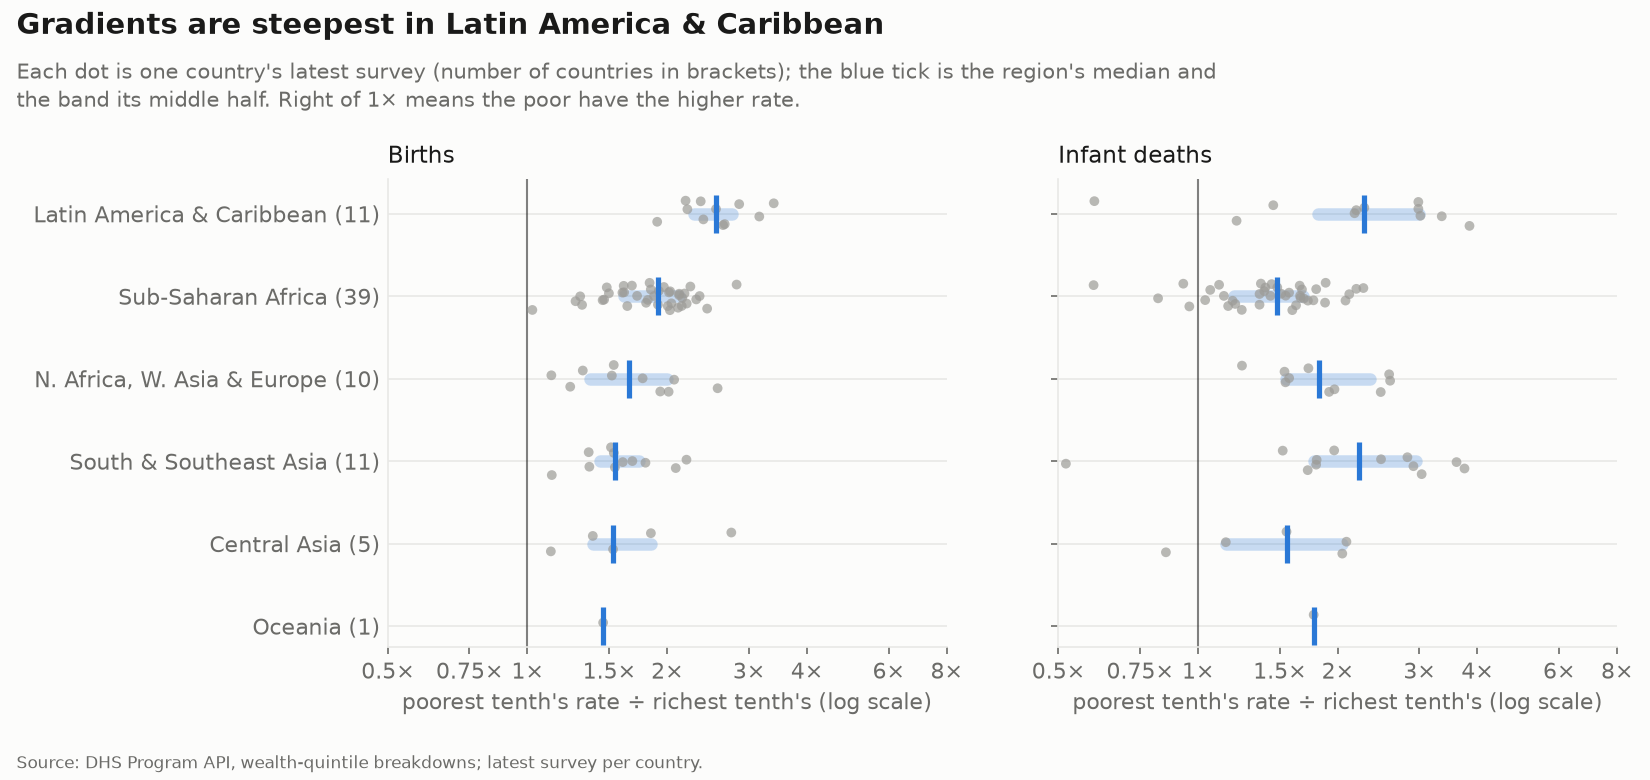 Gradients are steepest in Latin America & Caribbean
Each dot is one country's latest survey (number of countries in brackets); the blue tick is the region's median and
the band its middle half. Right of 1× means the poor have the higher rate.
Births
Infant deaths
Latin America & Caribbean (11)
Sub-Saharan Africa (39)
N. Africa, W. Asia & Europe (10)
South & Southeast Asia (11)
Central Asia (5)
Oceania (1)
0.5× 0.75× 1× 1.5× 2× 3× 4× 6× 8×
0.5× 0.75× 1× 1.5× 2× 3× 4× 6× 8×
poorest tenth's rate ÷ richest tenth's (log scale)
poorest tenth's rate ÷ richest tenth's (log scale)
Source: DHS Program API, wealth-quintile breakdowns; latest survey per country.